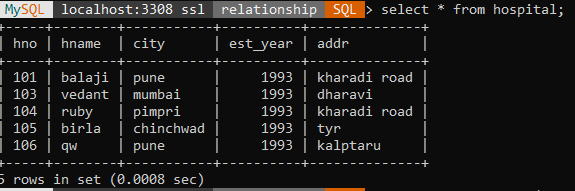 MySQL localhost:3308 ssl relationship SQL > select * from hospital;
+-----+---------+-----------+----------+--------------+
| hno | hname | city | est_year | addr |
+-----+---------+-----------+----------+--------------+
| 101 | balaji | pune | 1993 | kharadi road |
| 103 | vedant | mumbai | 1993 | dharavi |
| 104 | ruby | pimpri | 1993 | kharadi road |
| 105 | birla | chinchwad | 1993 | tyr |
| 106 | qw | pune | 1993 | kalptaru |
+-----+---------+-----------+----------+--------------+
5 rows in set (0.0008 sec)